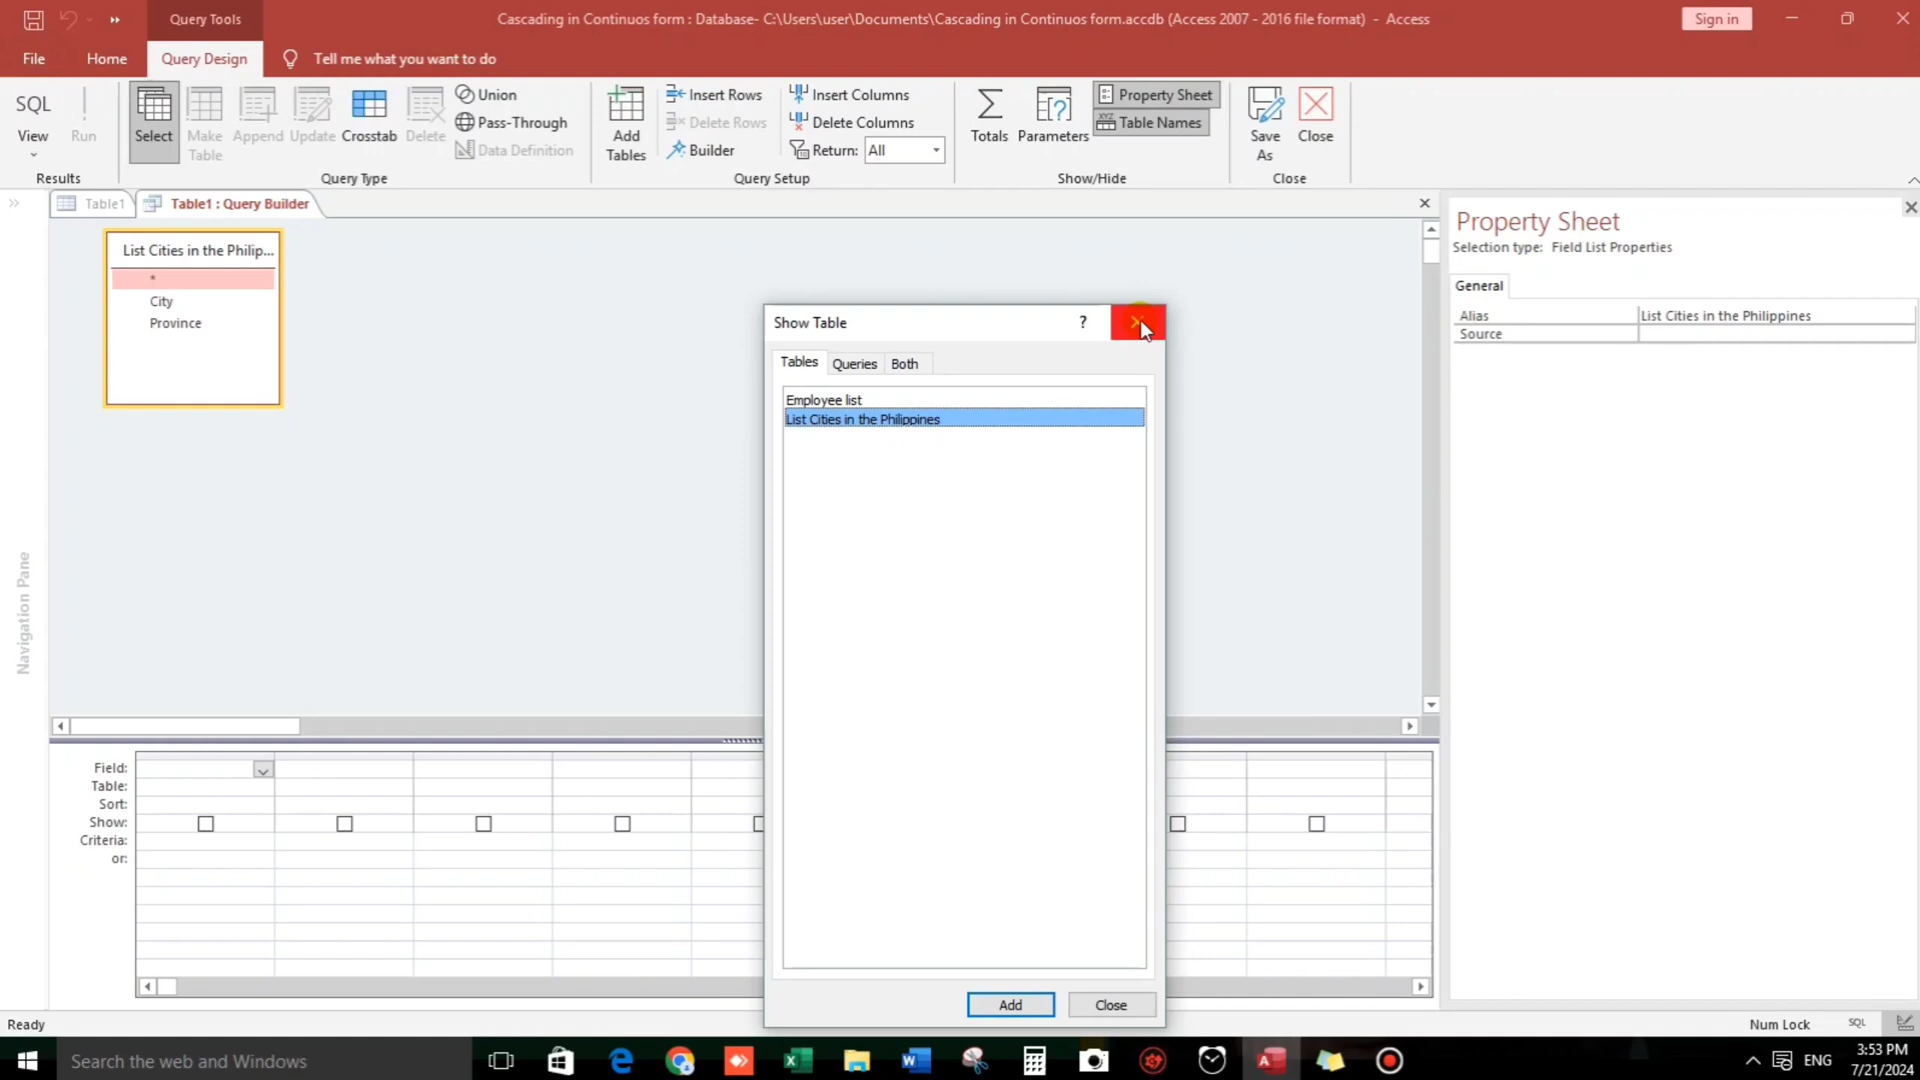 Query Tools
Cascading in Continuos form : Database- C:\Users\user\Documents\Cascading in Continuos form.accdb (Access 2007 - 2016 file format) - Access
Sign in
File Home Query Design Tell me what you want to do
SQL
View
Run
Results
Select
Make Table
Append
Update
Crosstab
Delete
Union
Pass-Through
Data Definition
Query Type
Add Tables
Insert Rows
Delete Rows
Builder
Insert Columns
Delete Columns
Return: All
Query Setup
Totals
Parameters
Property Sheet
XYZ Table Names
Show/Hide
Save As
Close
Close
Table1
Table1 : Query Builder
Navigation Pane
List Cities in the Philip...
*
City
Province
Show Table ?
Tables Queries Both
Employee list
List Cities in the Philippines
Add Close
Property Sheet
Selection type: Field List Properties
General
Alias List Cities in the Philippines
Source
Field:
Table:
Sort:
Show:
Criteria:
or:
Ready
Num Lock
SQL
Search the web and Windows
ENG
3:53 PM
7/21/2024